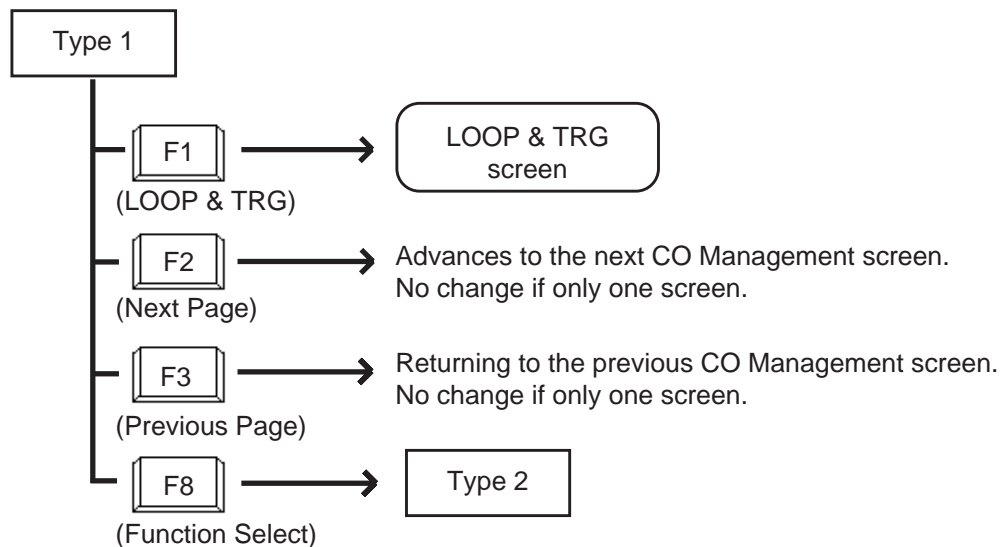 Type 1
F1
(LOOP & TRG)
LOOP & TRG
screen
F2
(Next Page)
Advances to the next CO Management screen.
No change if only one screen.
F3
(Previous Page)
Returning to the previous CO Management screen.
No change if only one screen.
F8
(Function Select)
Type 2